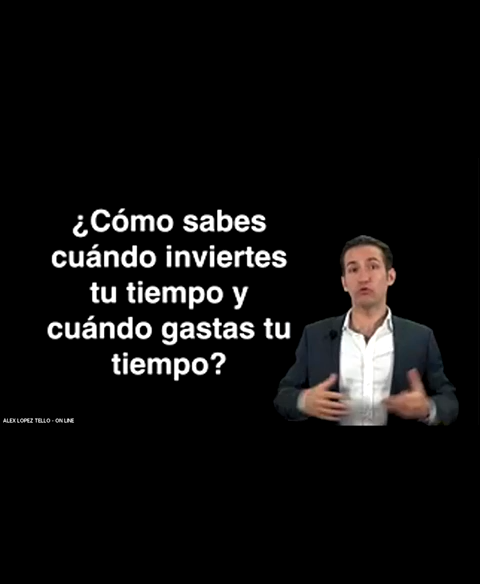 ¿Cómo sabes
cuándo inviertes
tu tiempo y
cuándo gastas tu
tiempo?
ALEX LOPEZ TELLO - ON LINE